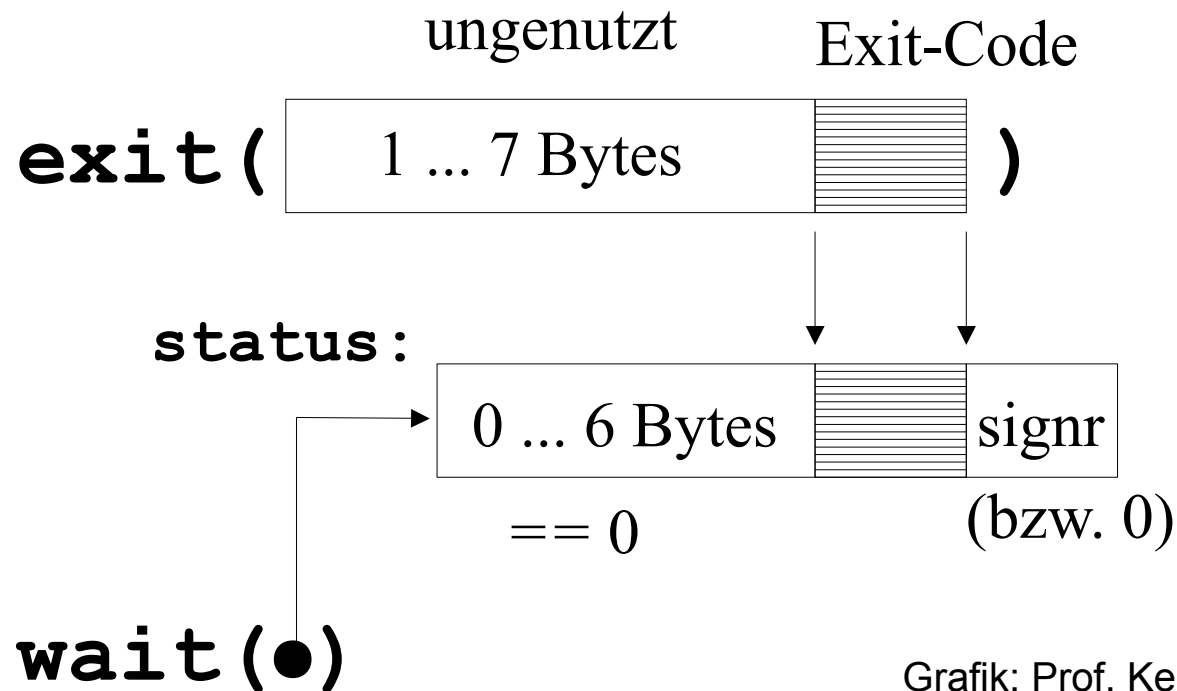 ungenutzt Exit-Code
exit( 1 ... 7 Bytes )
status:
0 ... 6 Bytes signr
== 0 (bzw. 0)
wait( )
Grafik: Prof. Ke